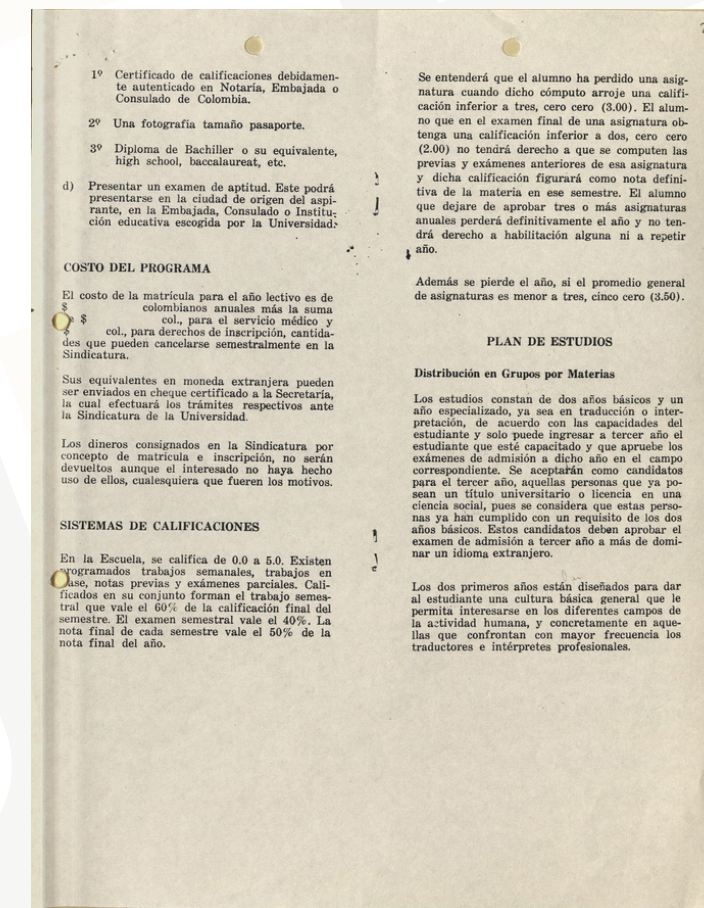 1º Certificado de calificaciones debidamen-
te autenticado en Notaría, Embajada o
Consulado de Colombia.
2º Una fotografía tamaño pasaporte.
3º Diploma de Bachiller o su equivalente,
high school, baccalaureat, etc.
d) Presentar un examen de aptitud. Este podrá
presentarse en la ciudad de origen del aspi-
rante, en la Embajada, Consulado o Institu-
ción educativa escogida por la Universidad.
COSTO DEL PROGRAMA
El costo de la matrícula para el año lectivo es de
$ colombianos anuales más la suma
$ col., para el servicio médico y
$ col., para derechos de inscripción, cantida-
des que pueden cancelarse semestralmente en la
Sindicatura.
Sus equivalentes en moneda extranjera pueden
ser enviados en cheque certificado a la Secretaría,
la cual efectuará los trámites respectivos ante
la Sindicatura de la Universidad.
Los dineros consignados en la Sindicatura por
concepto de matrícula e inscripción, no serán
devueltos aunque el interesado no haya hecho
uso de ellos, cualesquiera que fueren los motivos.
SISTEMAS DE CALIFICACIONES
En la Escuela, se califica de 0.0 a 5.0. Existen
programados trabajos semanales, trabajos en
clase, notas previas y exámenes parciales. Cali-
ficados en su conjunto forman el trabajo semes-
tral que vale el 60% de la calificación final del
semestre. El examen semestral vale el 40%. La
nota final de cada semestre vale el 50% de la
nota final del año.
Se entenderá que el alumno ha perdido una asig-
natura cuando dicho cómputo arroje una califi-
cación inferior a tres, cero cero (3.00). El alum-
no que en el examen final de una asignatura ob-
tenga una calificación inferior a dos, cero cero
(2.00) no tendrá derecho a que se computen las
previas y exámenes anteriores de esa asignatura
y dicha calificación figurará como nota defini-
tiva de la materia en ese semestre. El alumno
que dejare de aprobar tres o más asignaturas
anuales perderá definitivamente el año y no ten-
drá derecho a habilitación alguna ni a repetir
año.
Además se pierde el año, si el promedio general
de asignaturas es menor a tres, cinco cero (3.50).
PLAN DE ESTUDIOS
Distribución en Grupos por Materias
Los estudios constan de dos años básicos y un
año especializado, ya sea en traducción o inter-
pretación, de acuerdo con las capacidades del
estudiante y solo puede ingresar a tercer año el
estudiante que esté capacitado y que apruebe los
exámenes de admisión a dicho año en el campo
correspondiente. Se aceptarán como candidatos
para el tercer año, aquellas personas que ya po-
sean un título universitario o licencia en una
ciencia social, pues se considera que estas perso-
nas ya han cumplido con un requisito de los dos
años básicos. Estos candidatos deben aprobar el
examen de admisión a tercer año a más de domi-
nar un idioma extranjero.
Los dos primeros años están diseñados para dar
al estudiante una cultura básica general que le
permita interesarse en los diferentes campos de
la actividad humana, y concretamente en aque-
llas que confrontan con mayor frecuencia los
traductores e intérpretes profesionales.